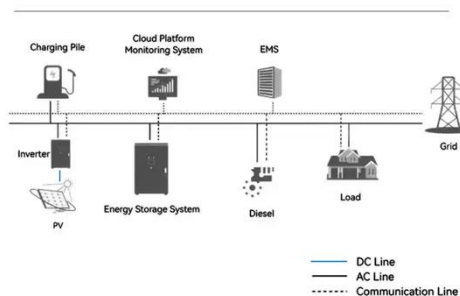 Charging Pile
Cloud Platform
Monitoring System
EMS
Grid
Inverter
PV
Energy Storage System
Diesel
Load
DC Line
AC Line
Communication Line